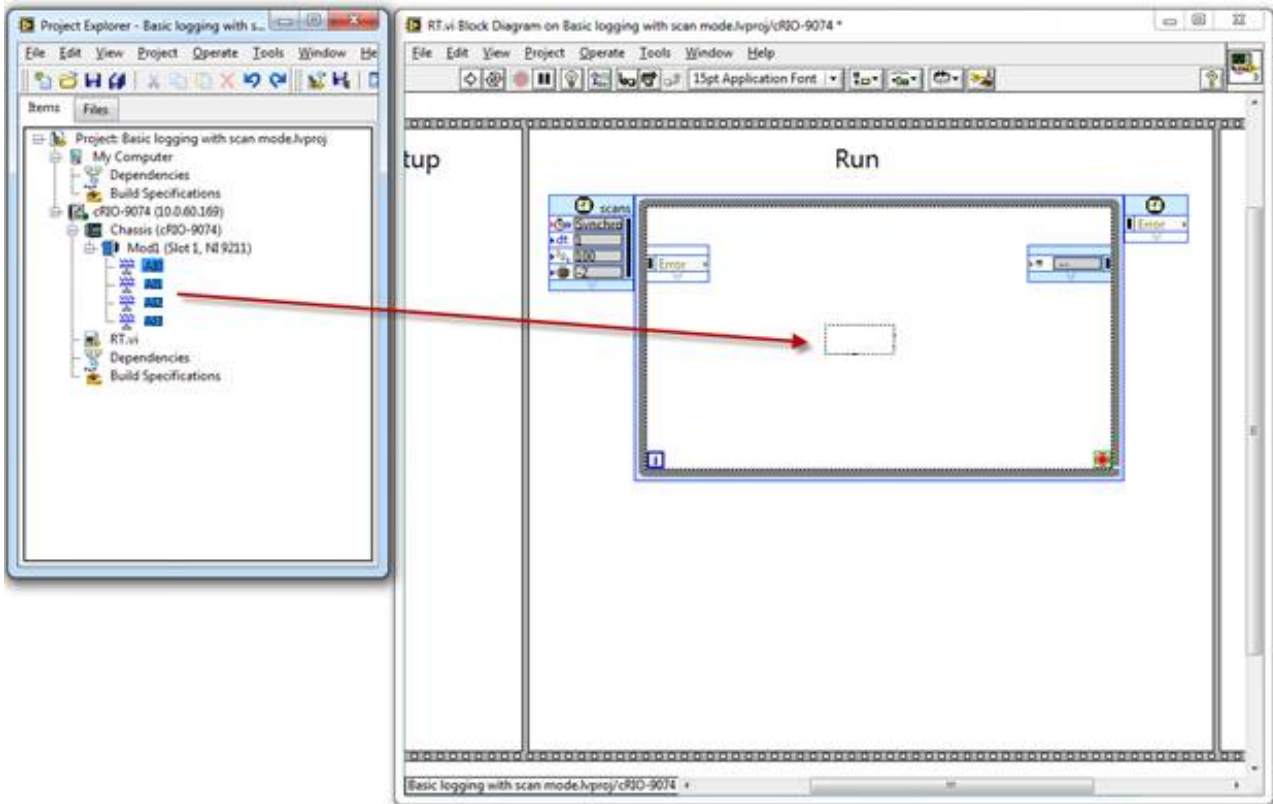 Project Explorer - Basic logging with s...
File Edit View Project Operate Tools Window He
Items Files
Project: Basic logging with scan mode.lvproj
My Computer
Dependencies
Build Specifications
cRIO-9074 (10.0.60.169)
Chassis (cRIO-9074)
Mod1 (Slot 1, NI 9211)
AI0
AI1
AI2
AI3
RT.vi
Dependencies
Build Specifications
RT.vi Block Diagram on Basic logging with scan mode.lvproj/cRIO-9074 *
File Edit View Project Operate Tools Window Help
15pt Application Font
tup
Run
scans
Synchro
dt 1
100
-2
Error
Error
...
i
Basic logging with scan mode.lvproj/cRIO-9074